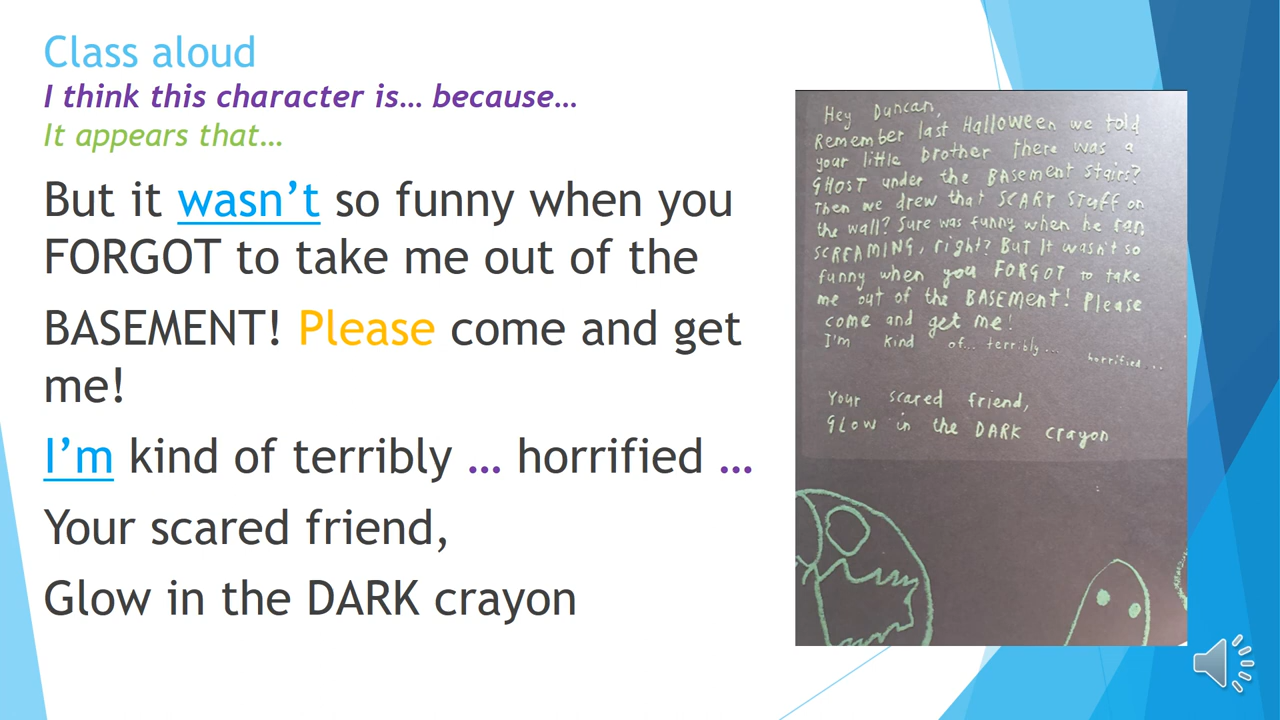 Class aloud
I think this character is… because…
It appears that…
But it wasn’t so funny when you
FORGOT to take me out of the
BASEMENT! Please come and get
me!
I’m kind of terribly … horrified …
Your scared friend,
Glow in the DARK crayon
Hey Duncan,
Remember last Halloween we told
your little brother there was a
GHOST under the BASEMENT stairs?
Then we drew that SCARY STUFF on
the wall? Sure was funny when he ran
SCREAMING, right? BUT It wasn't so
funny when you FORGOT to take
me out of the BASEMENT! Please
come and get me!
I'm kind of... terribly... horrified...
Your scared friend,
GLOW in the DARK crayon